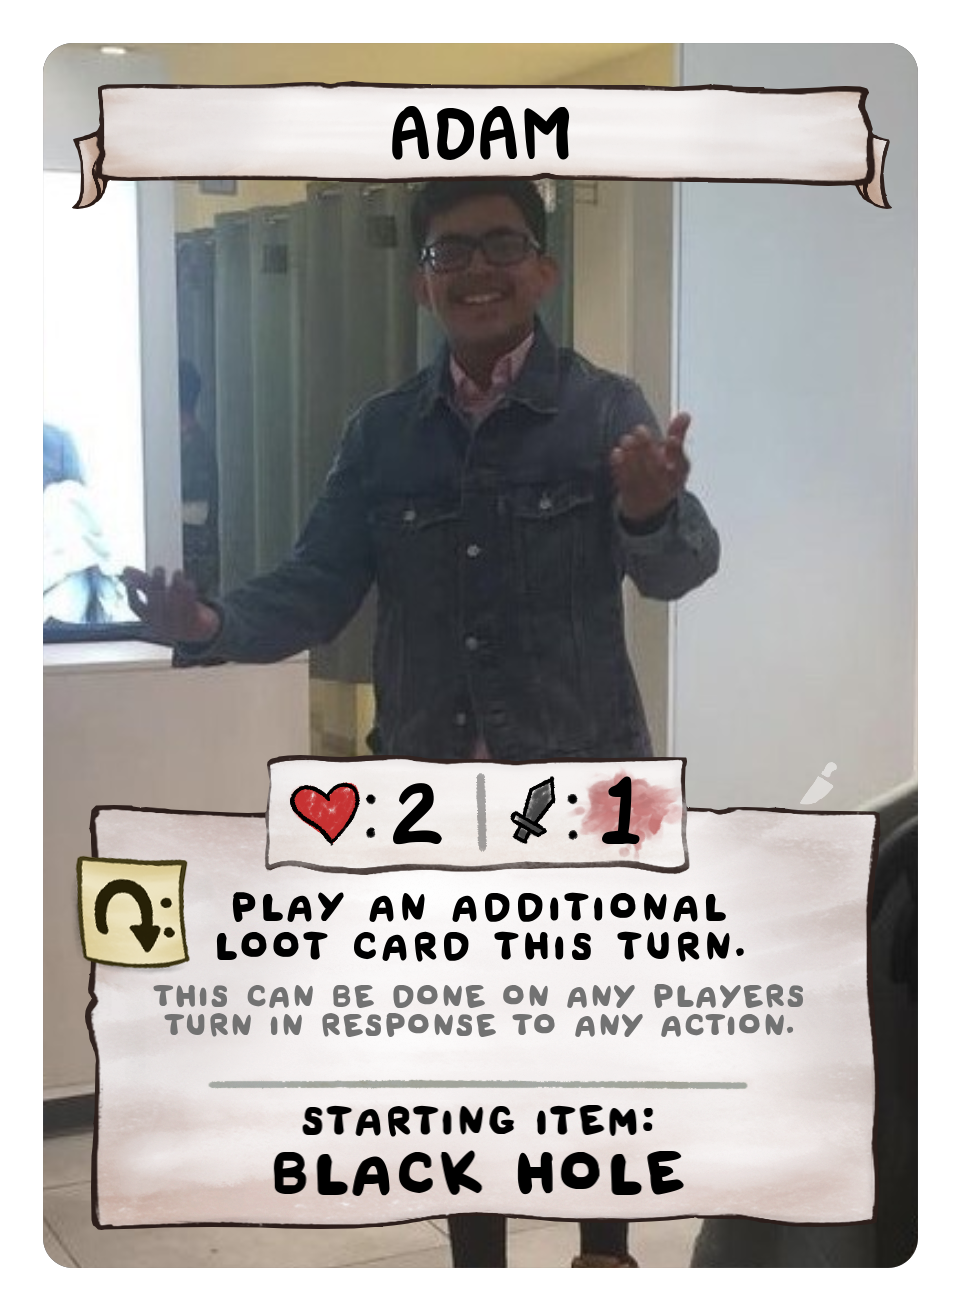 ADAM
:2 | :1
PLAY AN ADDITIONAL
LOOT CARD THIS TURN.
THIS CAN BE DONE ON ANY PLAYERS
TURN IN RESPONSE TO ANY ACTION.
STARTING ITEM:
BLACK HOLE